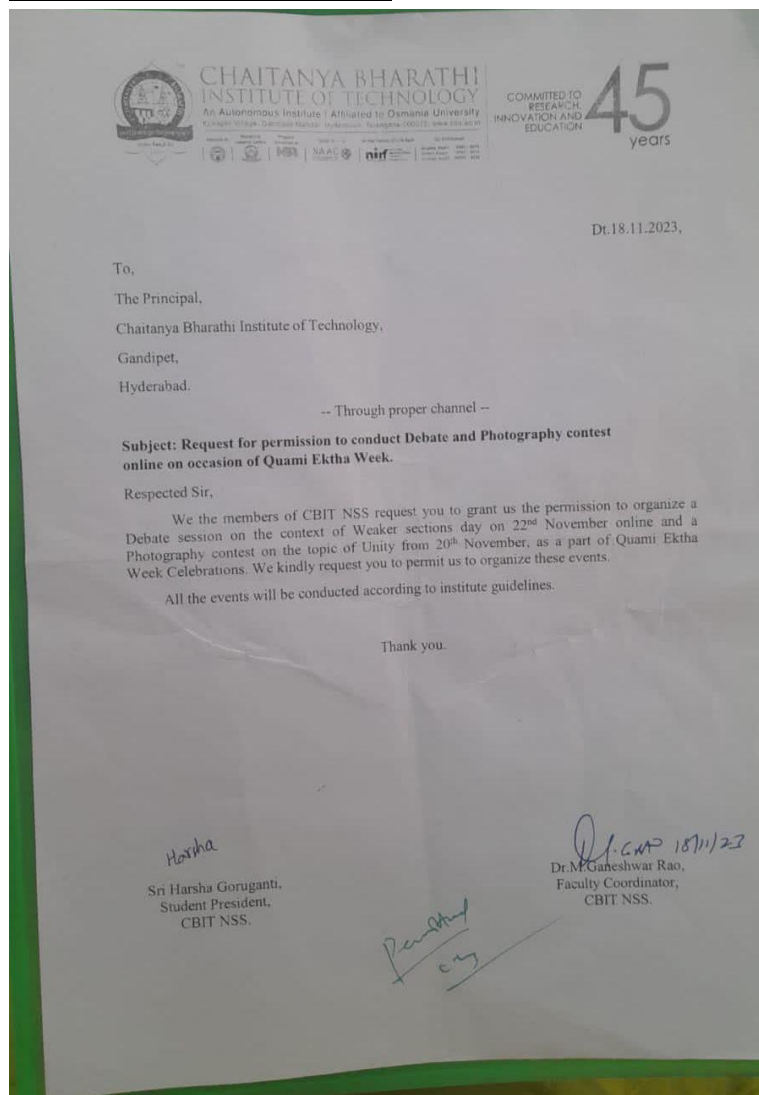 CHAITANYA BHARATHI
INSTITUTE OF TECHNOLOGY
An Autonomous Institute | Affiliated to Osmania University
COMMITTED TO
RESEARCH,
INNOVATION AND
EDUCATION
45
years
NAAC
nirf
Dt.18.11.2023,
To,
The Principal,
Chaitanya Bharathi Institute of Technology,
Gandipet,
Hyderabad.
-- Through proper channel --
Subject: Request for permission to conduct Debate and Photography contest
online on occasion of Quami Ektha Week.
Respected Sir,
We the members of CBIT NSS request you to grant us the permission to organize a
Debate session on the context of Weaker sections day on 22nd November online and a
Photography contest on the topic of Unity from 20th November, as a part of Quami Ektha
Week Celebrations. We kindly request you to permit us to organize these events.
All the events will be conducted according to institute guidelines.
Thank you.
Harsha
Sri Harsha Goruganti,
Student President,
CBIT NSS.
18/11/23
Dr.M.Ganeshwar Rao,
Faculty Coordinator,
CBIT NSS.
Permitted